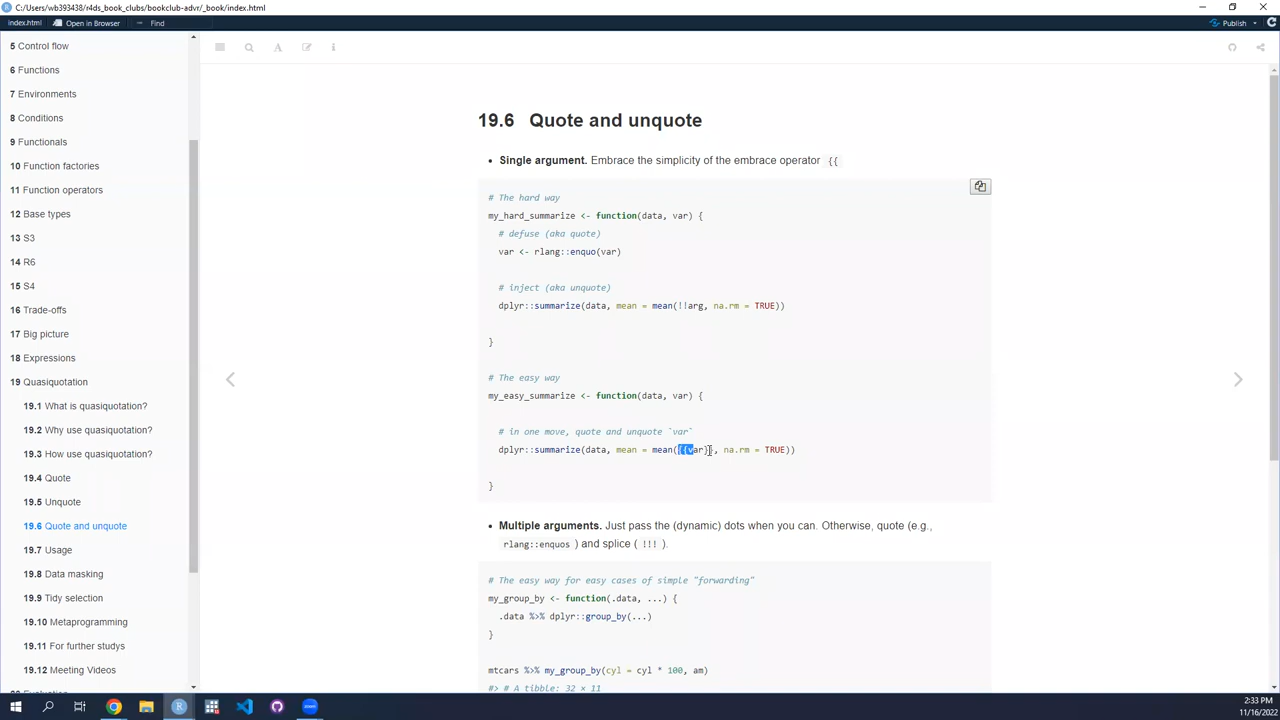 C:/Users/wb393438/r4ds_book_clubs/bookclub-advr/_book/index.html
index.html
Open in Browser
Find
Publish
5 Control flow
6 Functions
7 Environments
8 Conditions
9 Functionals
10 Function factories
11 Function operators
12 Base types
13 S3
14 R6
15 S4
16 Trade-offs
17 Big picture
18 Expressions
19 Quasiquotation
19.1 What is quasiquotation?
19.2 Why use quasiquotation?
19.3 How use quasiquotation?
19.4 Quote
19.5 Unquote
19.6 Quote and unquote
19.7 Usage
19.8 Data masking
19.9 Tidy selection
19.10 Metaprogramming
19.11 For further studys
19.12 Meeting Videos
19.6 Quote and unquote
• Single argument. Embrace the simplicity of the embrace operator {{
# The hard way
my_hard_summarize <- function(data, var) {
# defuse (aka quote)
var <- rlang::enquo(var)
# inject (aka unquote)
dplyr::summarize(data, mean = mean(!!arg, na.rm = TRUE))
}
# The easy way
my_easy_summarize <- function(data, var) {
# in one move, quote and unquote `var`
dplyr::summarize(data, mean = mean({{var}}, na.rm = TRUE))
}
• Multiple arguments. Just pass the (dynamic) dots when you can. Otherwise, quote (e.g.,
rlang::enquos ) and splice ( !!! ).
# The easy way for easy cases of simple "forwarding"
my_group_by <- function(.data, ...) {
.data %>% dplyr::group_by(...)
}
mtcars %>% my_group_by(cyl = cyl * 100, am)
#> # A tibble: 32 × 11
2:33 PM
11/16/2022